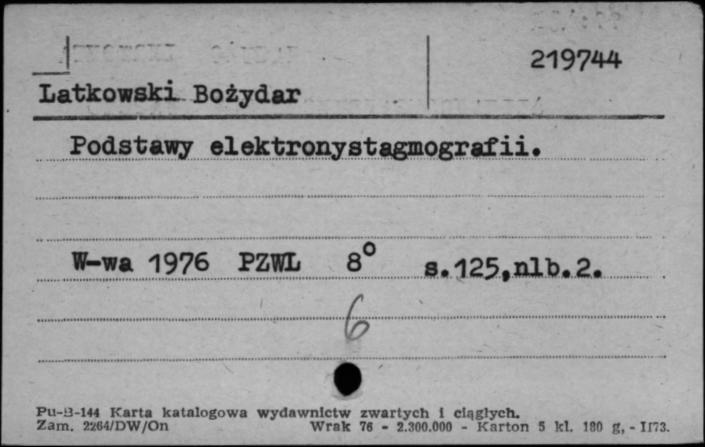 219744
Latkowski Bożydar
Podstawy elektronystagmografii.
W-wa 1976 PZWL 8° s.125,nlb.2.
6
Pu-B-144 Karta katalogowa wydawnictw zwartych i ciągłych.
Zam. 2264/DW/On Wrak 76 - 2.300.000 - Karton 5 kl. 180 g, - II73.